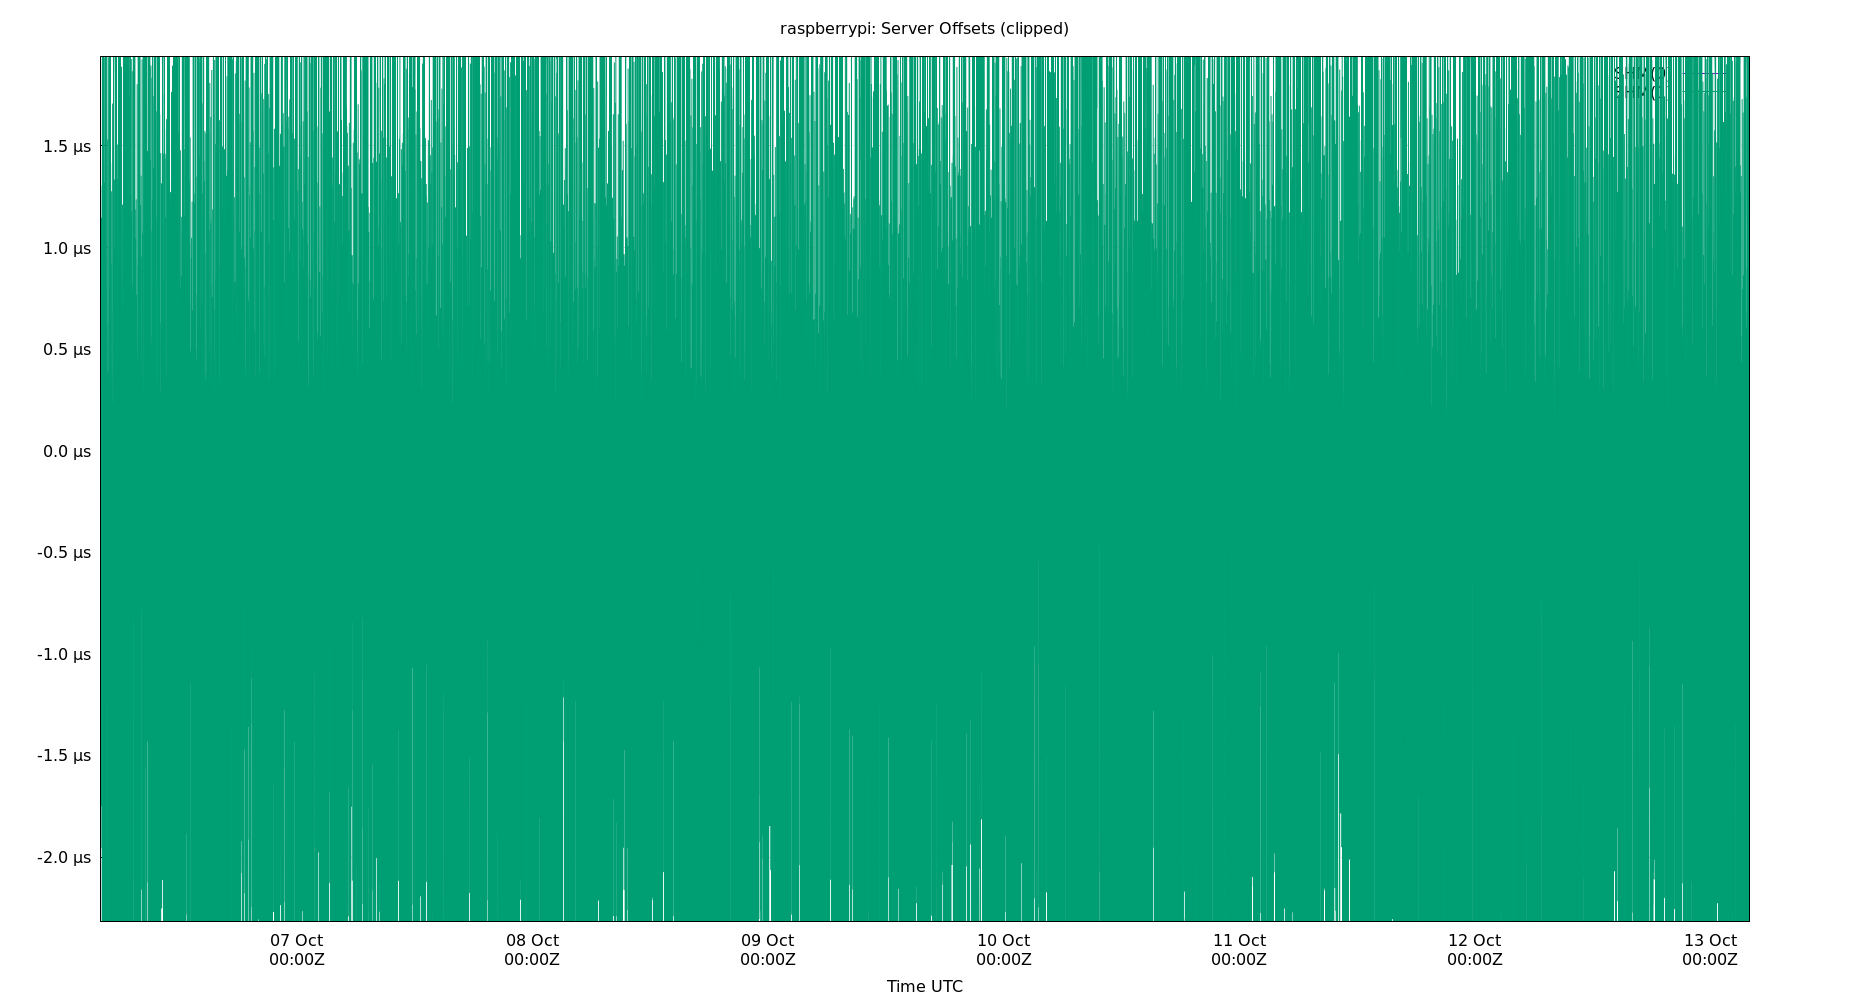 raspberrypi: Server Offsets (clipped)
1.5 µs
1.0 µs
0.5 µs
0.0 µs
-0.5 µs
-1.0 µs
-1.5 µs
-2.0 µs
07 Oct
00:00Z
08 Oct
00:00Z
09 Oct
00:00Z
10 Oct
00:00Z
11 Oct
00:00Z
12 Oct
00:00Z
13 Oct
00:00Z
Time UTC